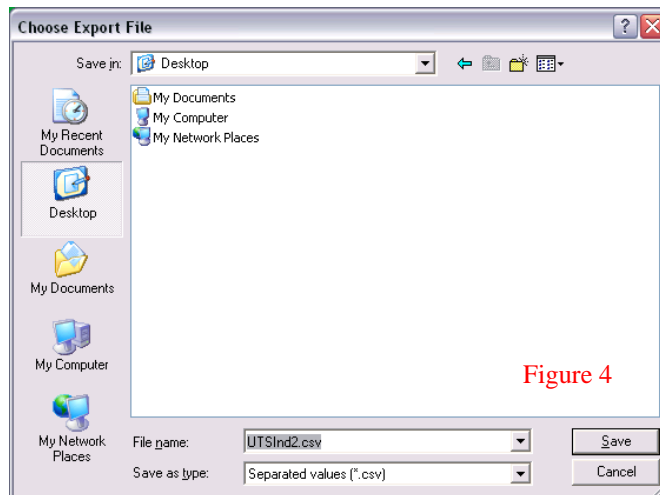 Choose Export File
Save in: Desktop
My Recent
Documents
Desktop
My Documents
My Computer
My Network
Places
My Documents
My Computer
My Network Places
Figure 4
File name: UTSInd2.csv Save
Save as type: Separated values (*.csv) Cancel